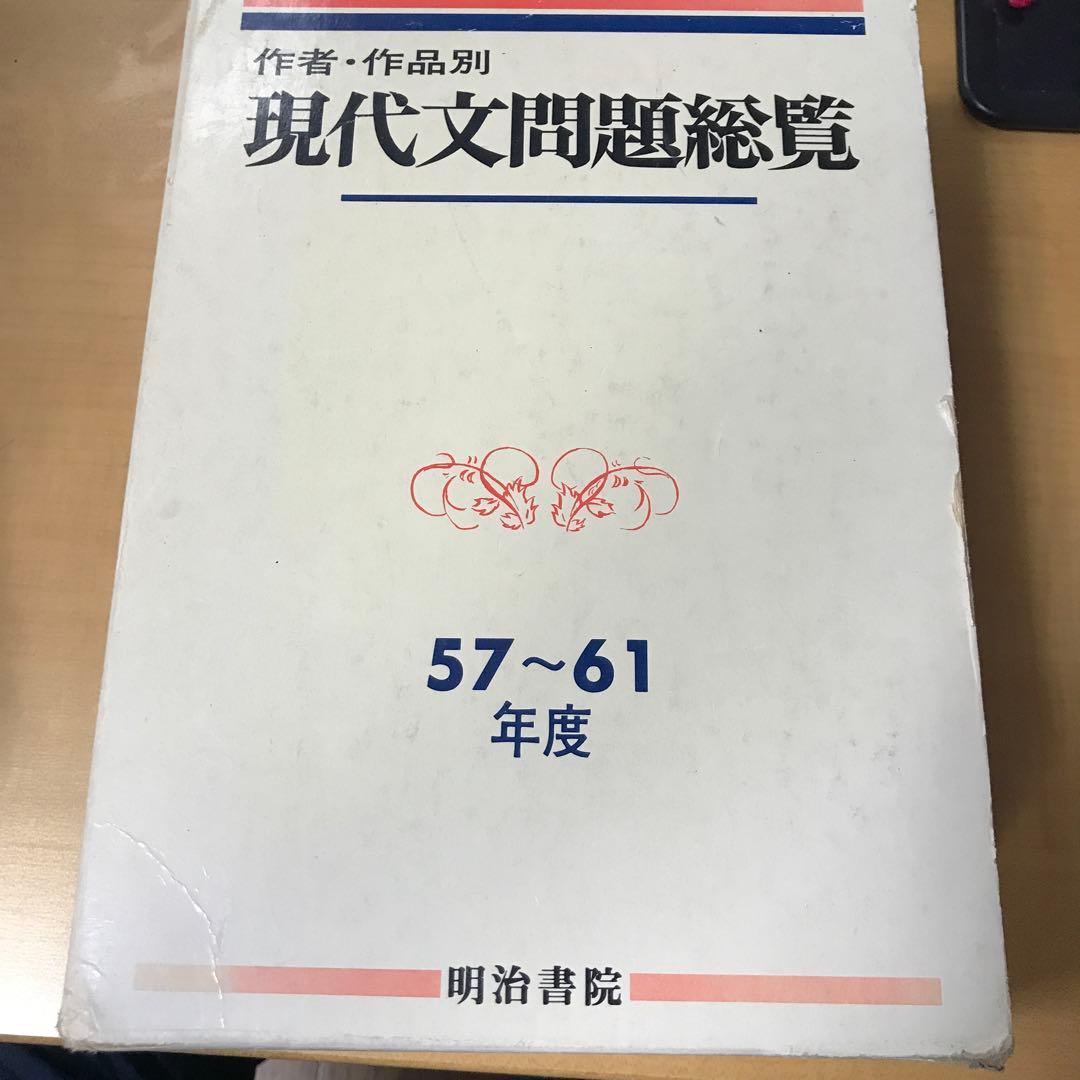 作者・作品別
現代文問題総覧
57〜61
年度
明治書院